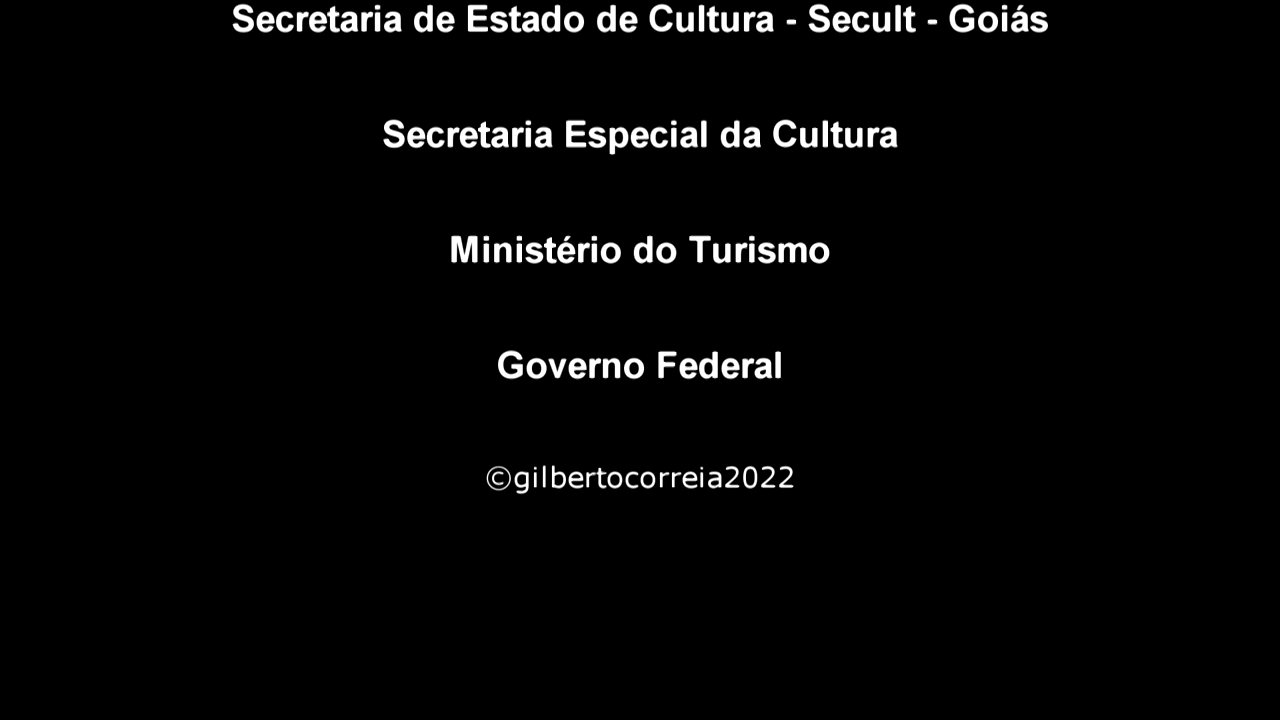 Secretaria de Estado de Cultura - Secult - Goiás
Secretaria Especial da Cultura
Ministério do Turismo
Governo Federal
©gilbertocorreia2022